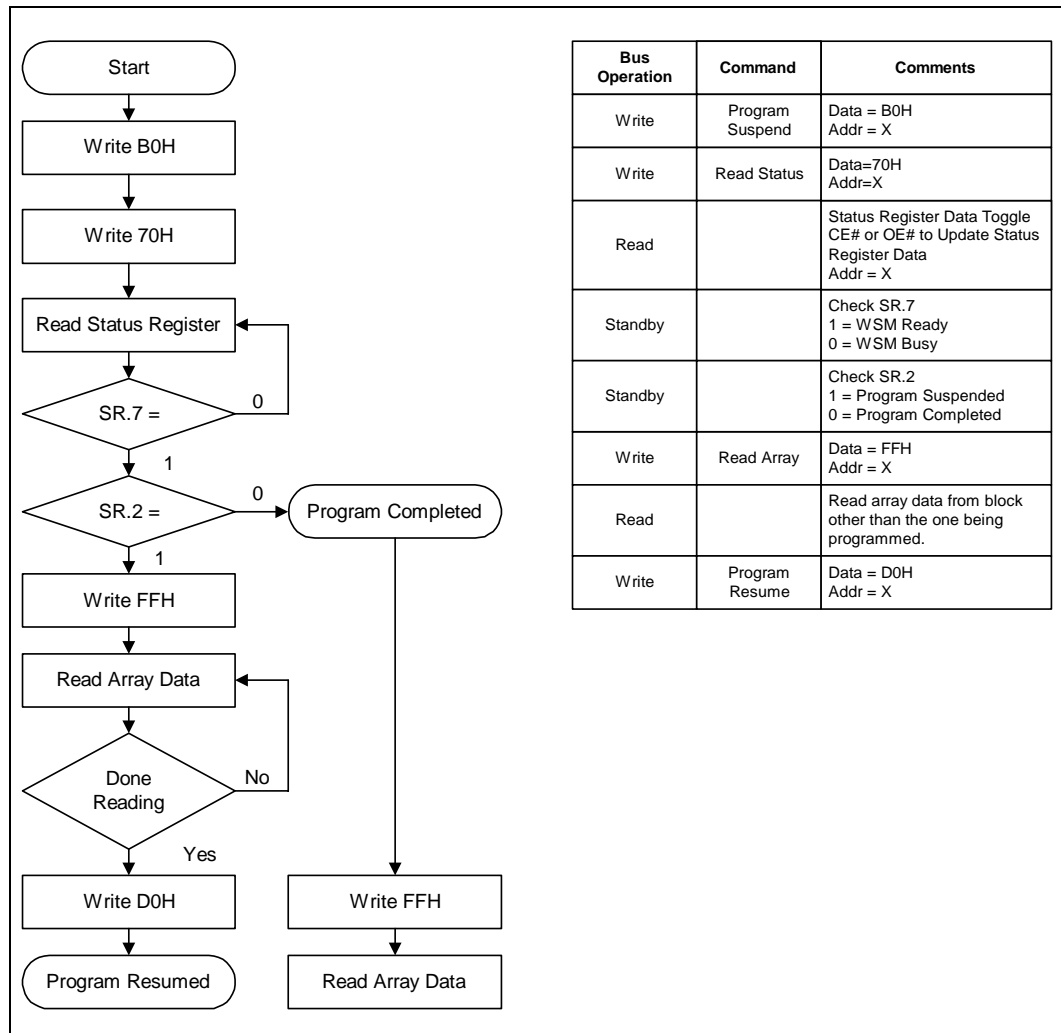 Start
Write B0H
Write 70H
Read Status Register
SR.7 =
0
1
SR.2 =
0
Program Completed
1
Write FFH
Read Array Data
Done
Reading
No
Yes
Write D0H
Write FFH
Program Resumed
Read Array Data
Bus
Operation
Command
Comments
Write
Program
Suspend
Data = B0H
Addr = X
Write
Read Status
Data=70H
Addr=X
Read
Status Register Data Toggle
CE# or OE# to Update Status
Register Data
Addr = X
Standby
Check SR.7
1 = WSM Ready
0 = WSM Busy
Standby
Check SR.2
1 = Program Suspended
0 = Program Completed
Write
Read Array
Data = FFH
Addr = X
Read
Read array data from block
other than the one being
programmed.
Write
Program
Resume
Data = D0H
Addr = X